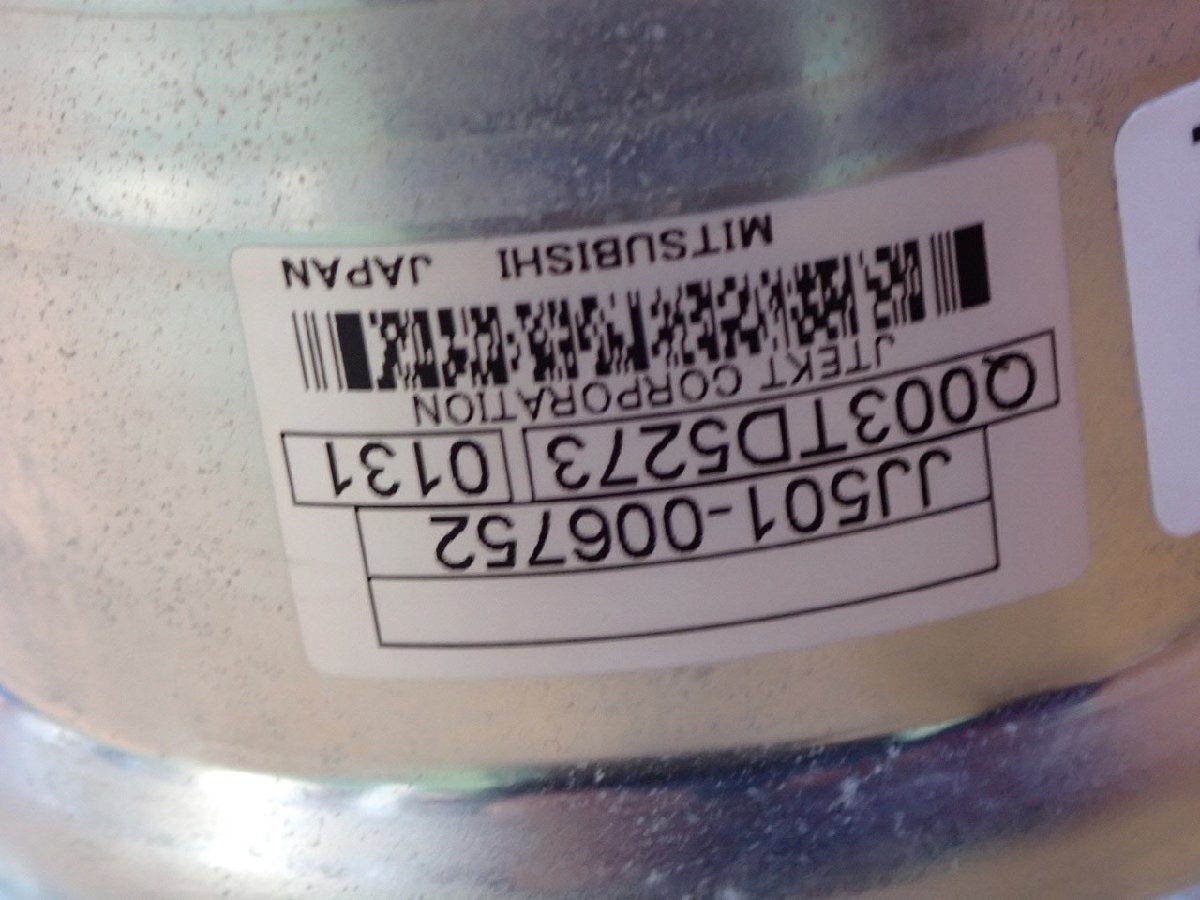 JJ501-006752
Q003TD5273 0131
JTEKT CORPORATION
MITSUBISHI JAPAN